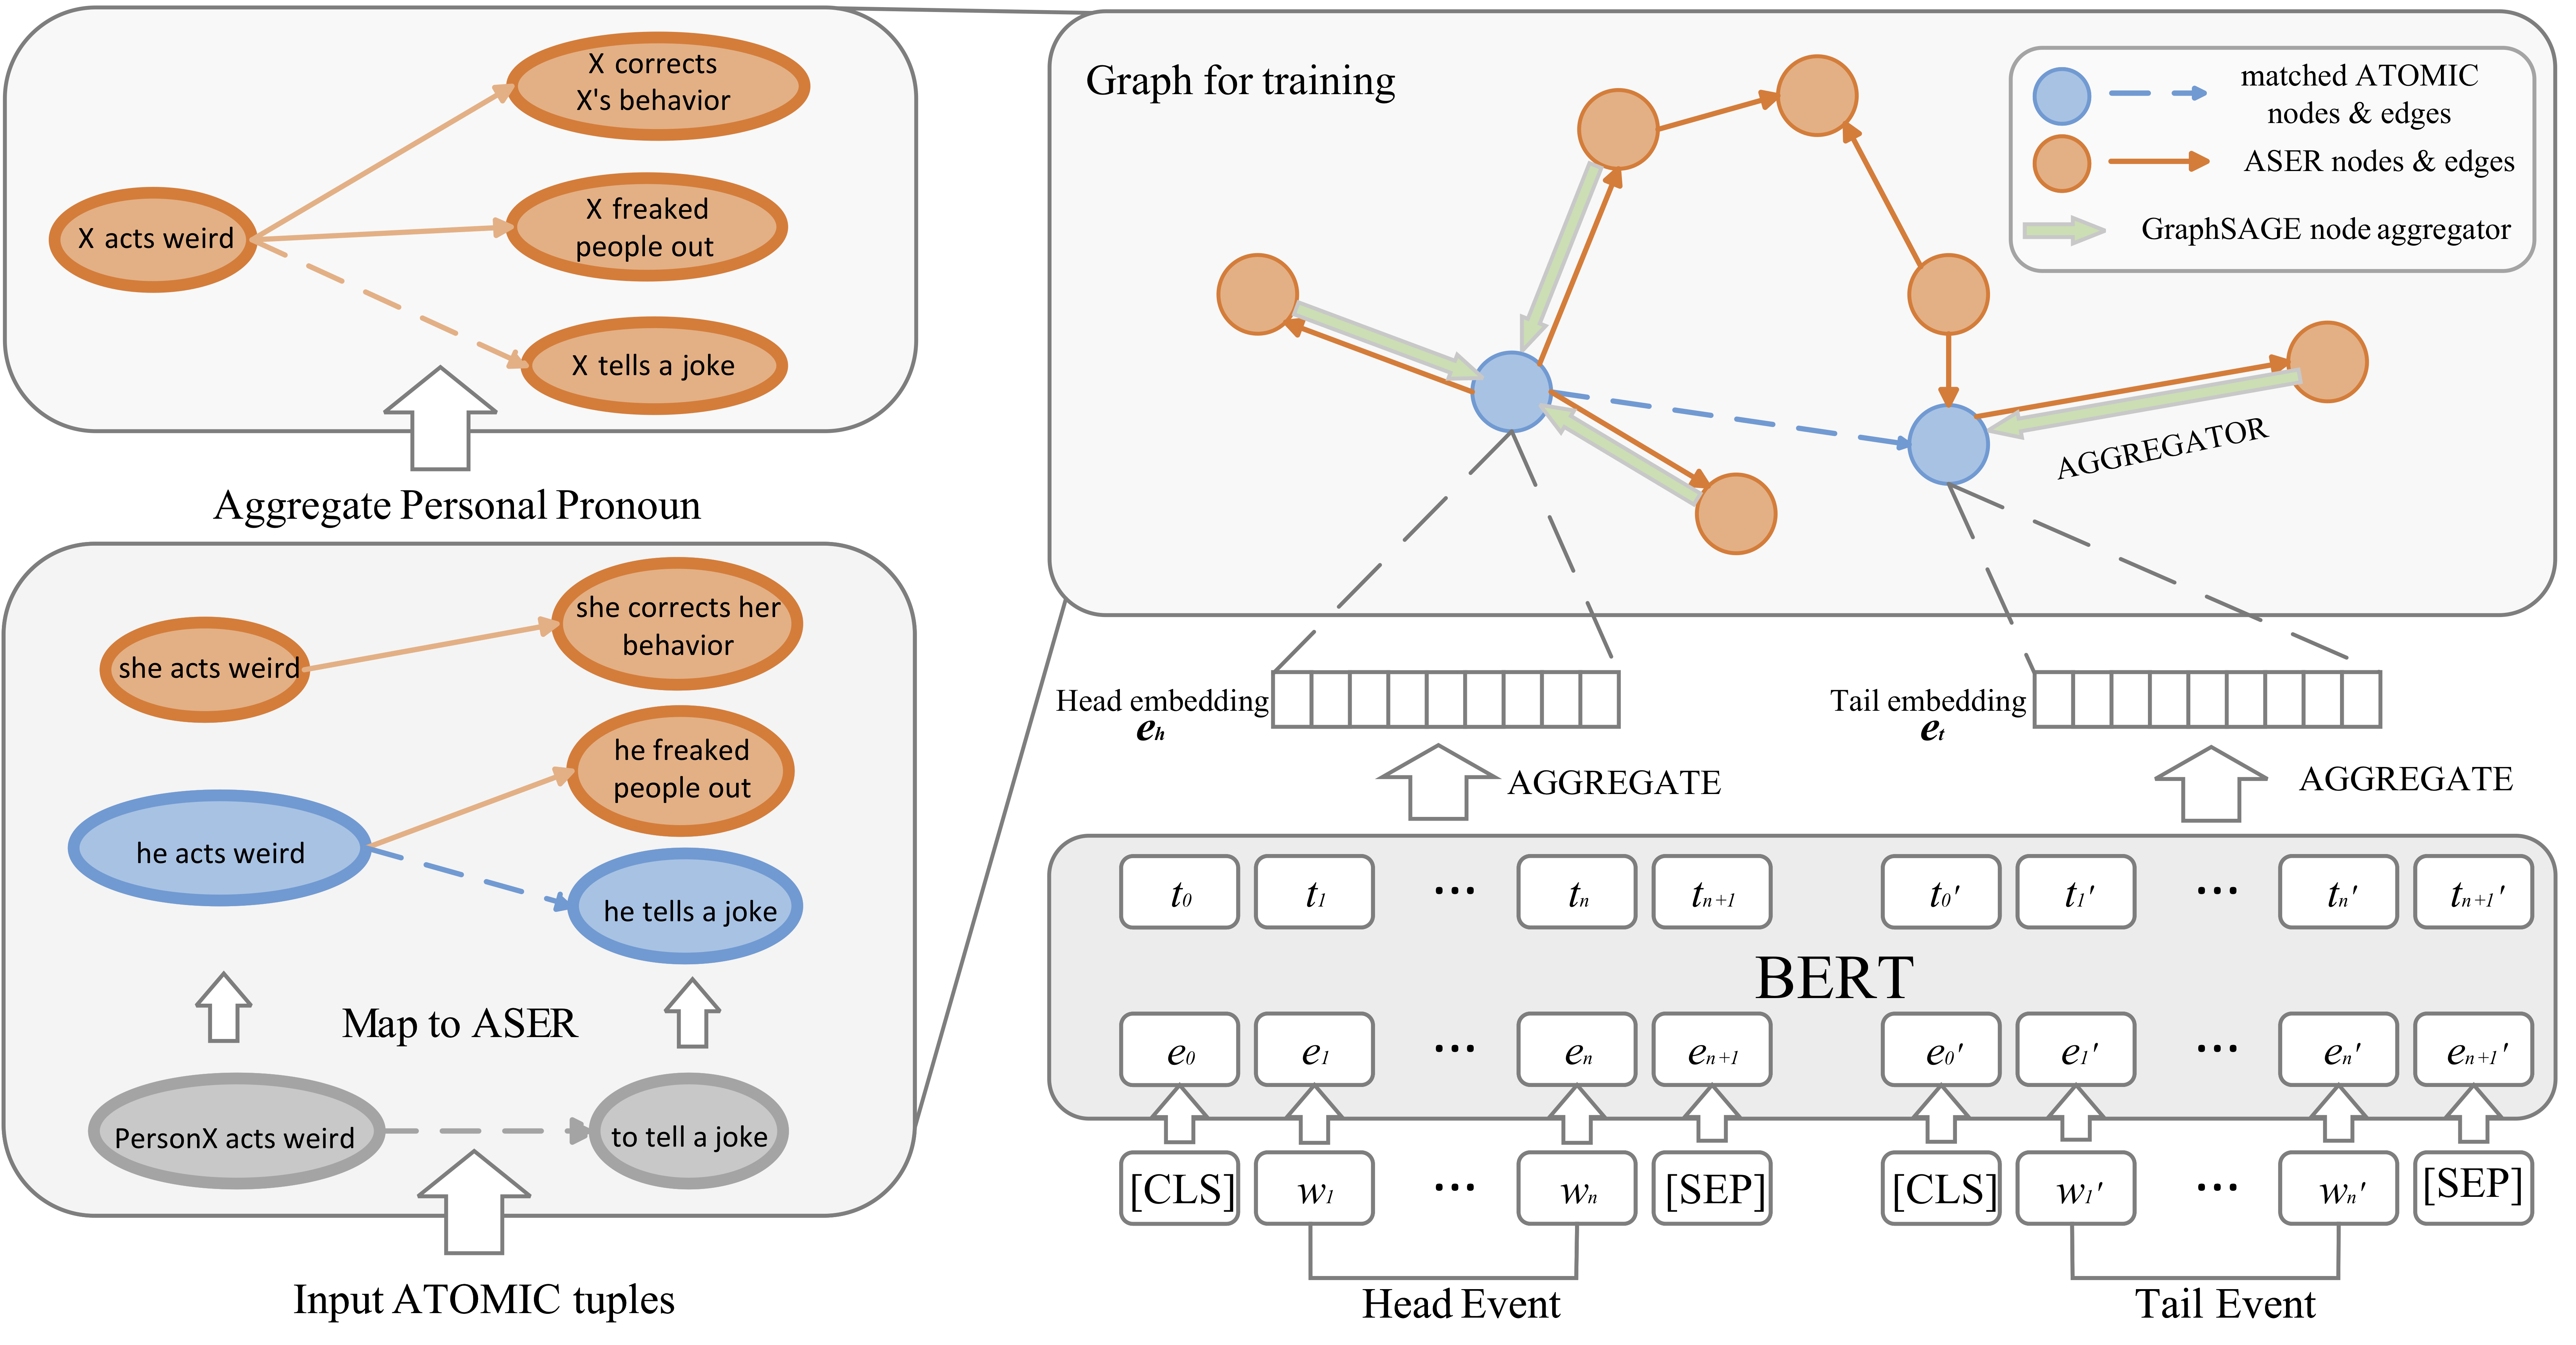 X acts weird
X corrects
X's behavior
X freaked
people out
X tells a joke
Aggregate Personal Pronoun
she acts weird
she corrects her
behavior
he freaked
people out
he acts weird
he tells a joke
Map to ASER
PersonX acts weird
to tell a joke
Input ATOMIC tuples
Graph for training
matched ATOMIC
nodes & edges
ASER nodes & edges
GraphSAGE node aggregator
AGGREGATOR
Head embedding
eh
Tail embedding
et
AGGREGATE
AGGREGATE
t0 t1 ... tn tn+1 t0' t1' ... tn' tn+1'
BERT
e0 e1 ... en en+1 e0' e1' ... en' en+1'
[CLS] w1 ... wn [SEP] [CLS] w1' ... wn' [SEP]
Head Event
Tail Event